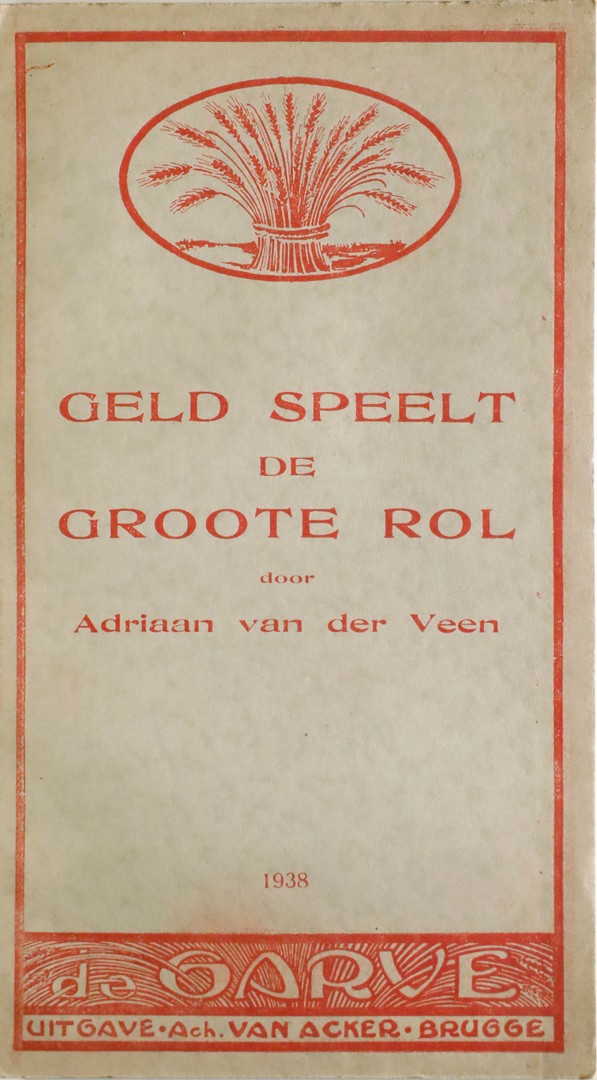 GELD SPEELT
DE
GROOTE ROL
door
Adriaan van der Veen
1938
de GARVE
UITGAVE·Ach. VAN ACKER·BRUGGE